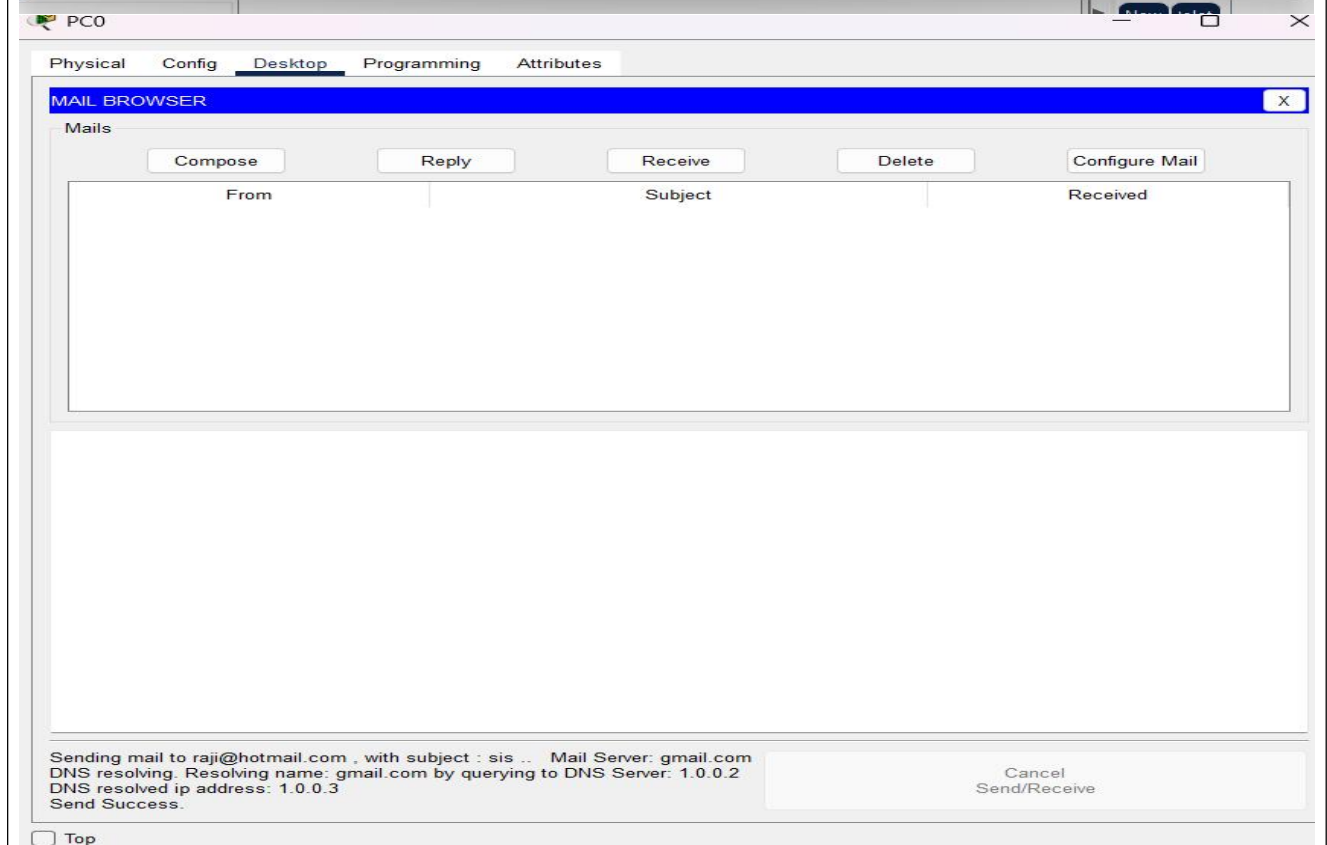 PC0
Physical Config Desktop Programming Attributes
MAIL BROWSER X
Mails
Compose Reply Receive Delete Configure Mail
From Subject Received
Sending mail to raji@hotmail.com , with subject : sis .. Mail Server: gmail.com
DNS resolving. Resolving name: gmail.com by querying to DNS Server: 1.0.0.2
DNS resolved ip address: 1.0.0.3
Send Success.
Cancel
Send/Receive
Top